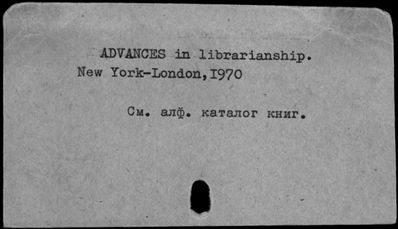 ADVANCES in librarianship.
New York-London,1970
См. алф. каталог книг.